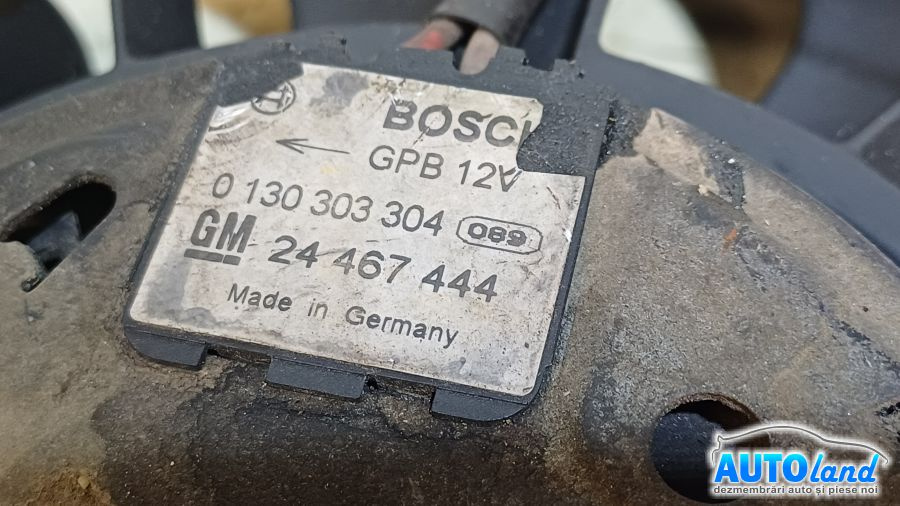 BOSCH
GPB 12V
0 130 303 304 089
GM 24 467 444
Made in Germany
AUTOland
dezmembrări auto și piese noi